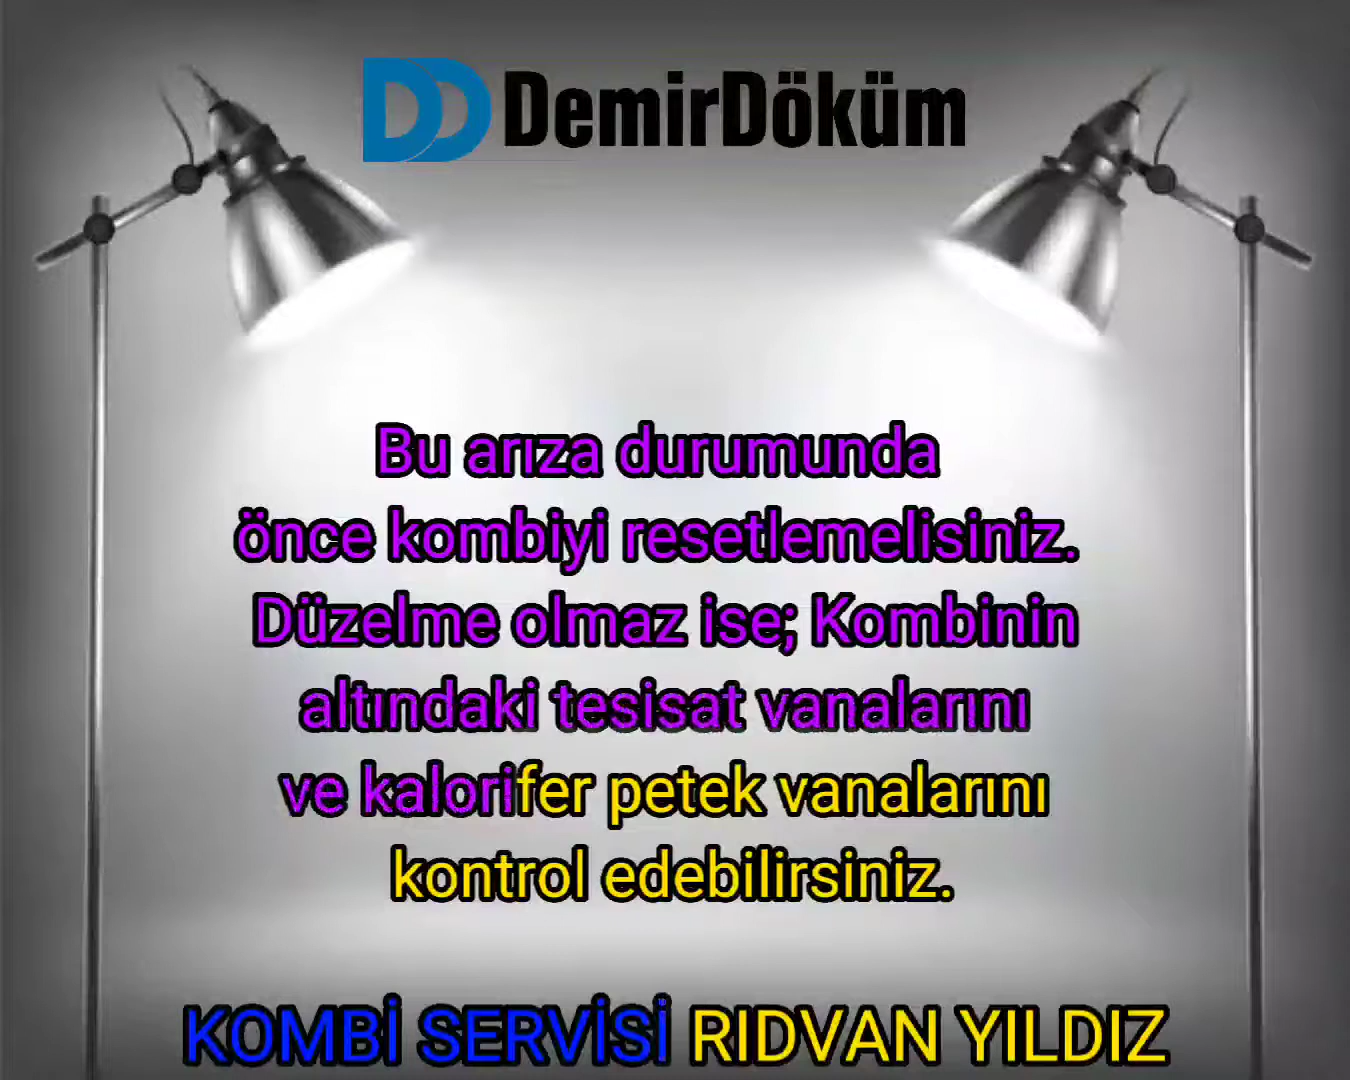 DemirDöküm
Bu arıza durumunda
önce kombiyi resetlemelisiniz.
Düzelme olmaz ise; Kombinin
altındaki tesisat vanalarını
ve kalorifer petek vanalarını
kontrol edebilirsiniz.
KOMBİ SERVİSİ RIDVAN YILDIZ